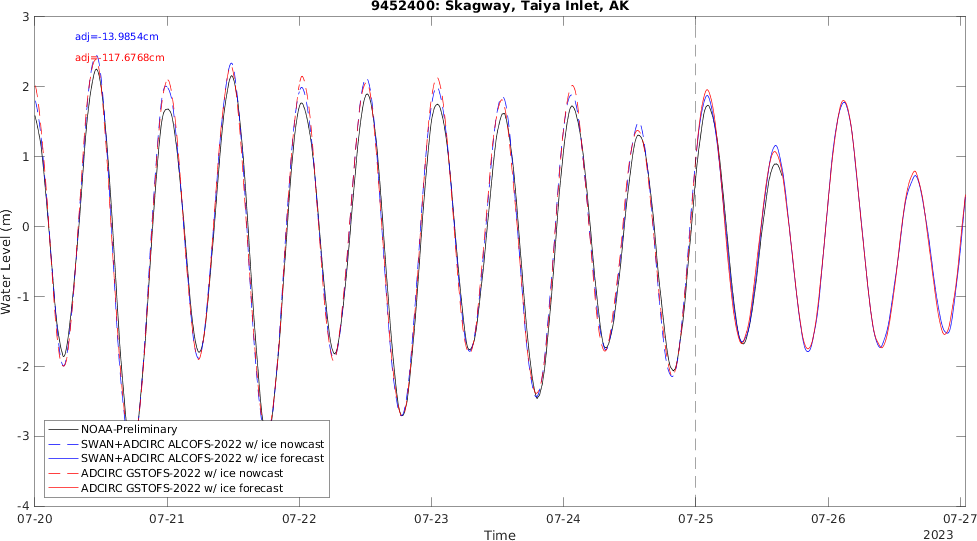 9452400: Skagway, Taiya Inlet, AK
adj=-13.9854cm
adj=-117.6768cm
3
2
1
0
-1
-2
-3
-4
Water Level (m)
NOAA-Preliminary
SWAN+ADCIRC ALCOFS-2022 w/ ice nowcast
SWAN+ADCIRC ALCOFS-2022 w/ ice forecast
ADCIRC GSTOFS-2022 w/ ice nowcast
ADCIRC GSTOFS-2022 w/ ice forecast
07-20 07-21 07-22 07-23 07-24 07-25 07-26 07-27
Time
2023